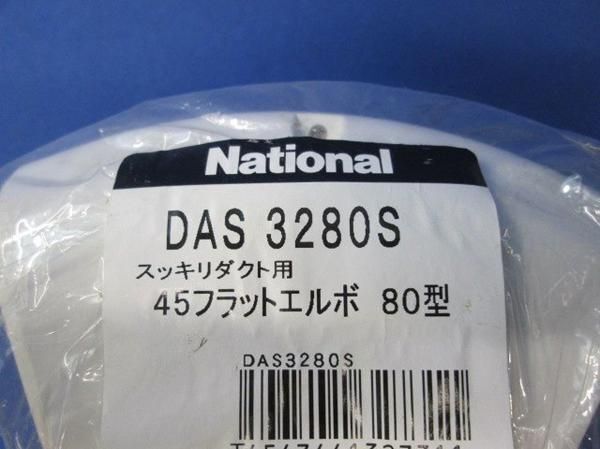 National
DAS 3280S
スッキリダクト用
45フラットエルボ 80型
DAS3280S